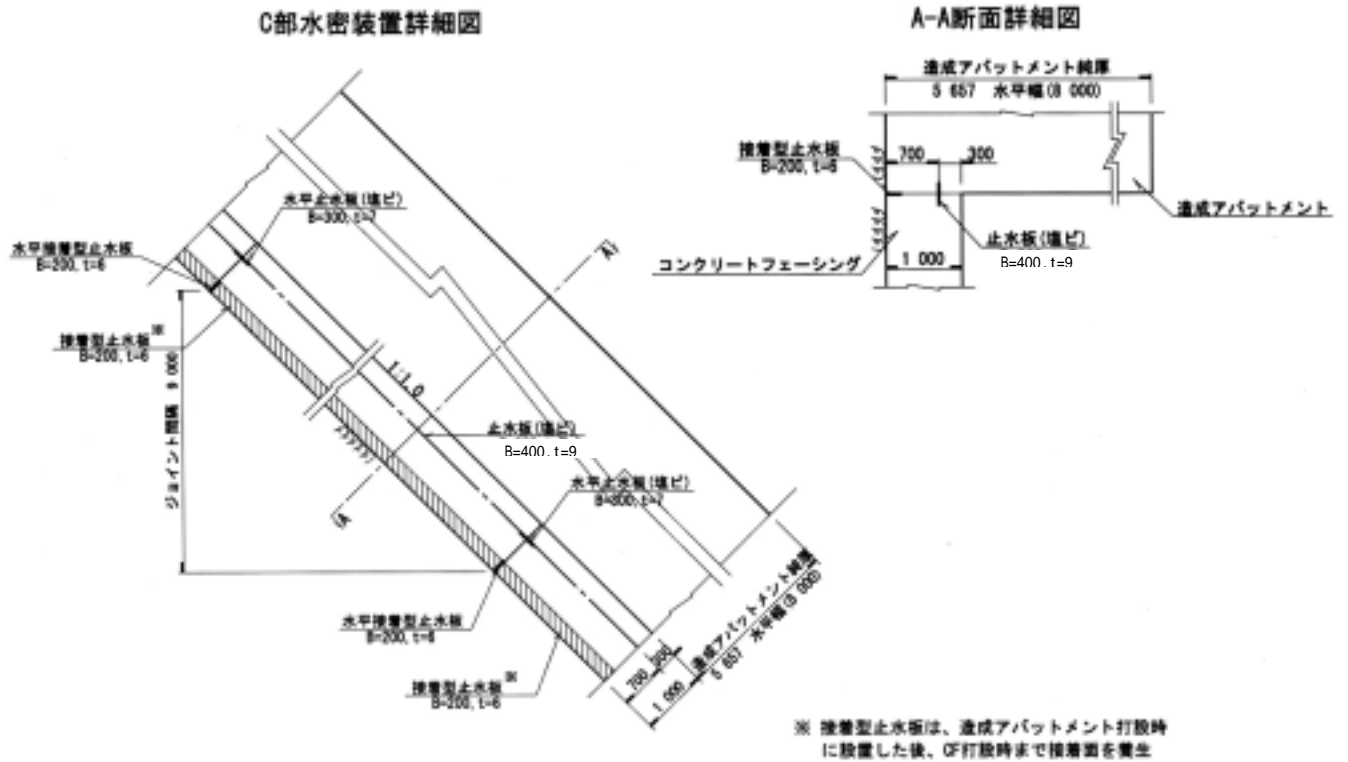 C部水密装置詳細図
水平止水板(塩ビ)
B=300, t=7
水平接着型止水板
B=200, t=6
接着型止水板※
B=200, t=6
ジョイント間隔 9 000
1:1.0
A
止水板(塩ビ)
B=400, t=9
水平止水板(塩ビ)
B=300, t=7
A
水平接着型止水板
B=200, t=6
接着型止水板※
B=200, t=6
700
300
1 000
造成アバットメント純厚
5 657 水平幅(8 000)
A-A断面詳細図
造成アバットメント純厚
5 657 水平幅(8 000)
接着型止水板
B=200, t=6
700
300
造成アバットメント
止水板(塩ビ)
B=400, t=9
コンクリートフェーシング
1 000
※ 接着型止水板は、造成アバットメント打設時
に設置した後、CF打設時まで接着面を養生